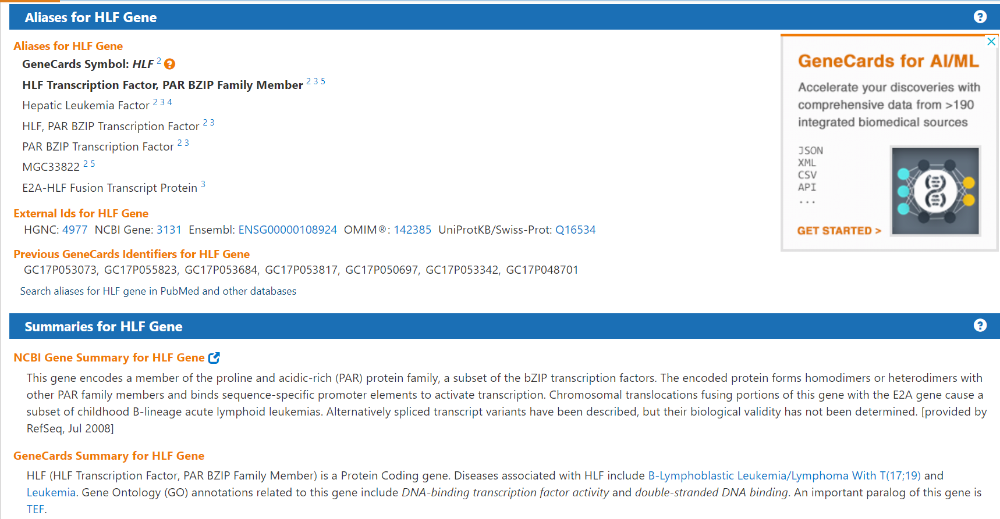 Aliases for HLF Gene
Aliases for HLF Gene
GeneCards Symbol: HLF 2
HLF Transcription Factor, PAR BZIP Family Member 2 3 5
Hepatic Leukemia Factor 2 3 4
HLF, PAR BZIP Transcription Factor 2 3
PAR BZIP Transcription Factor 2 3
MGC33822 2 5
E2A-HLF Fusion Transcript Protein 3
External Ids for HLF Gene
HGNC: 4977 NCBI Gene: 3131 Ensembl: ENSG00000108924 OMIM®: 142385 UniProtKB/Swiss-Prot: Q16534
Previous GeneCards Identifiers for HLF Gene
GC17P053073, GC17P055823, GC17P053684, GC17P053817, GC17P050697, GC17P053342, GC17P048701
Search aliases for HLF gene in PubMed and other databases
GeneCards for AI/ML
Accelerate your discoveries with
comprehensive data from >190
integrated biomedical sources
JSON
XML
CSV
API
...
GET STARTED >
Summaries for HLF Gene
NCBI Gene Summary for HLF Gene
This gene encodes a member of the proline and acidic-rich (PAR) protein family, a subset of the bZIP transcription factors. The encoded protein forms homodimers or heterodimers with
other PAR family members and binds sequence-specific promoter elements to activate transcription. Chromosomal translocations fusing portions of this gene with the E2A gene cause a
subset of childhood B-lineage acute lymphoid leukemias. Alternatively spliced transcript variants have been described, but their biological validity has not been determined. [provided by
RefSeq, Jul 2008]
GeneCards Summary for HLF Gene
HLF (HLF Transcription Factor, PAR BZIP Family Member) is a Protein Coding gene. Diseases associated with HLF include B-Lymphoblastic Leukemia/Lymphoma With T(17;19) and
Leukemia. Gene Ontology (GO) annotations related to this gene include DNA-binding transcription factor activity and double-stranded DNA binding. An important paralog of this gene is
TEF.